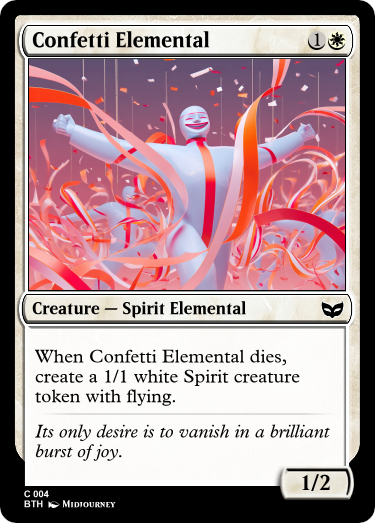 Confetti Elemental 1
Creature — Spirit Elemental
When Confetti Elemental dies,
create a 1/1 white Spirit creature
token with flying.
Its only desire is to vanish in a brilliant
burst of joy.
1/2
C 004
BTH Midjourney